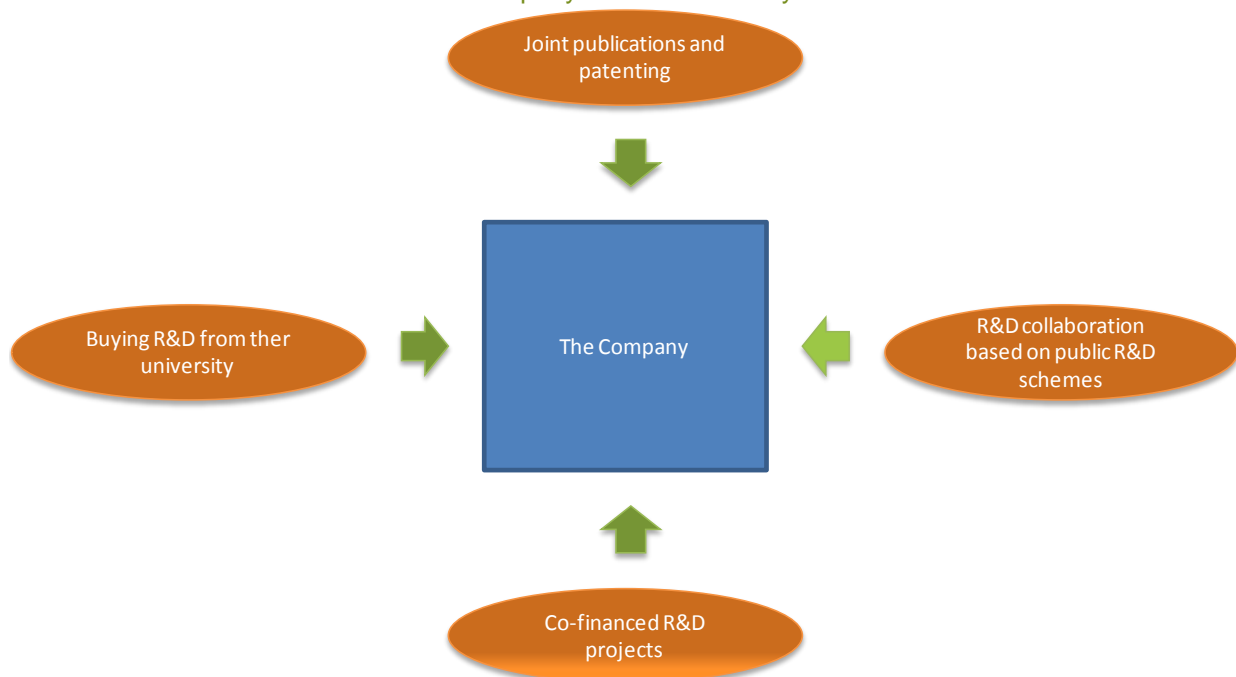 Joint publications and
patenting
Buying R&D from ther
university
The Company
R&D collaboration
based on public R&D
schemes
Co-financed R&D
projects